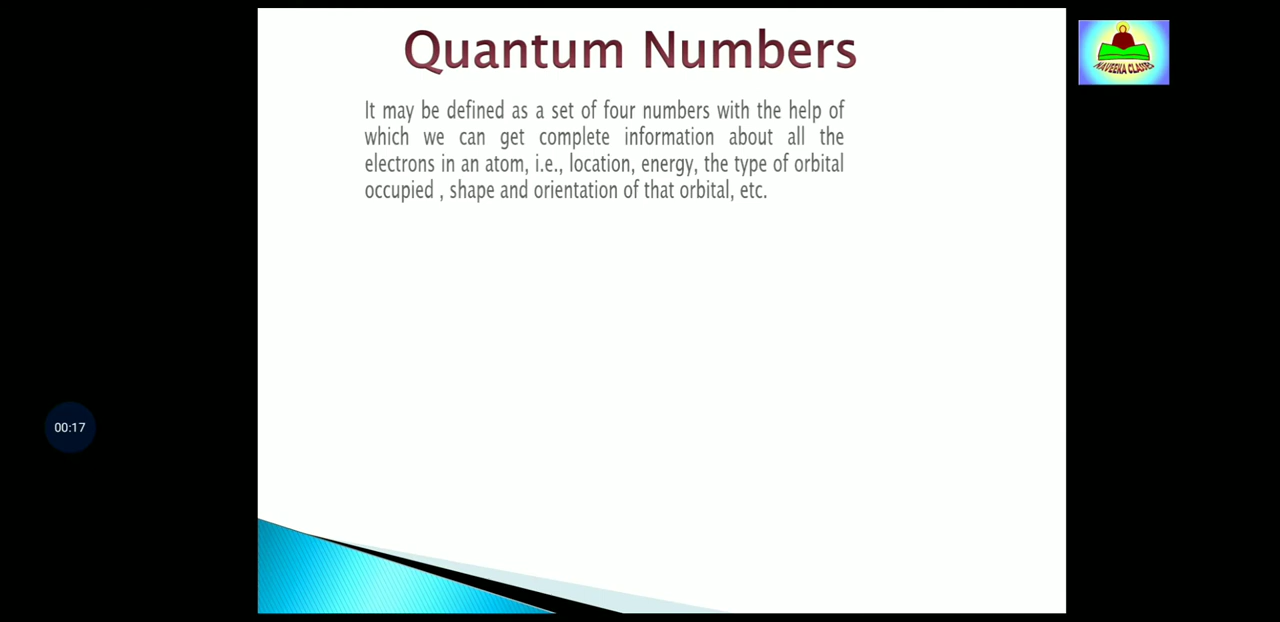 Quantum Numbers
It may be defined as a set of four numbers with the help of
which we can get complete information about all the
electrons in an atom, i.e., location, energy, the type of orbital
occupied , shape and orientation of that orbital, etc.
NAVEEKA CLASSES
00:17